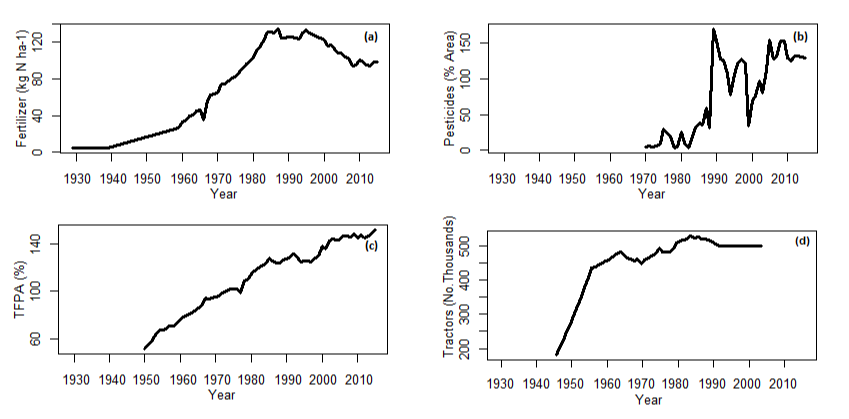 (a)
Fertilizer (kg N ha-1)
0 40 80 120
1930 1940 1950 1960 1970 1980 1990 2000 2010
Year
(b)
Pesticides (% Area)
0 50 100 150
1930 1940 1950 1960 1970 1980 1990 2000 2010
Year
(c)
TFPA (%)
60 100 140
1930 1940 1950 1960 1970 1980 1990 2000 2010
Year
(d)
Tractors (No.Thousands)
200 300 400 500
1930 1940 1950 1960 1970 1980 1990 2000 2010
Year